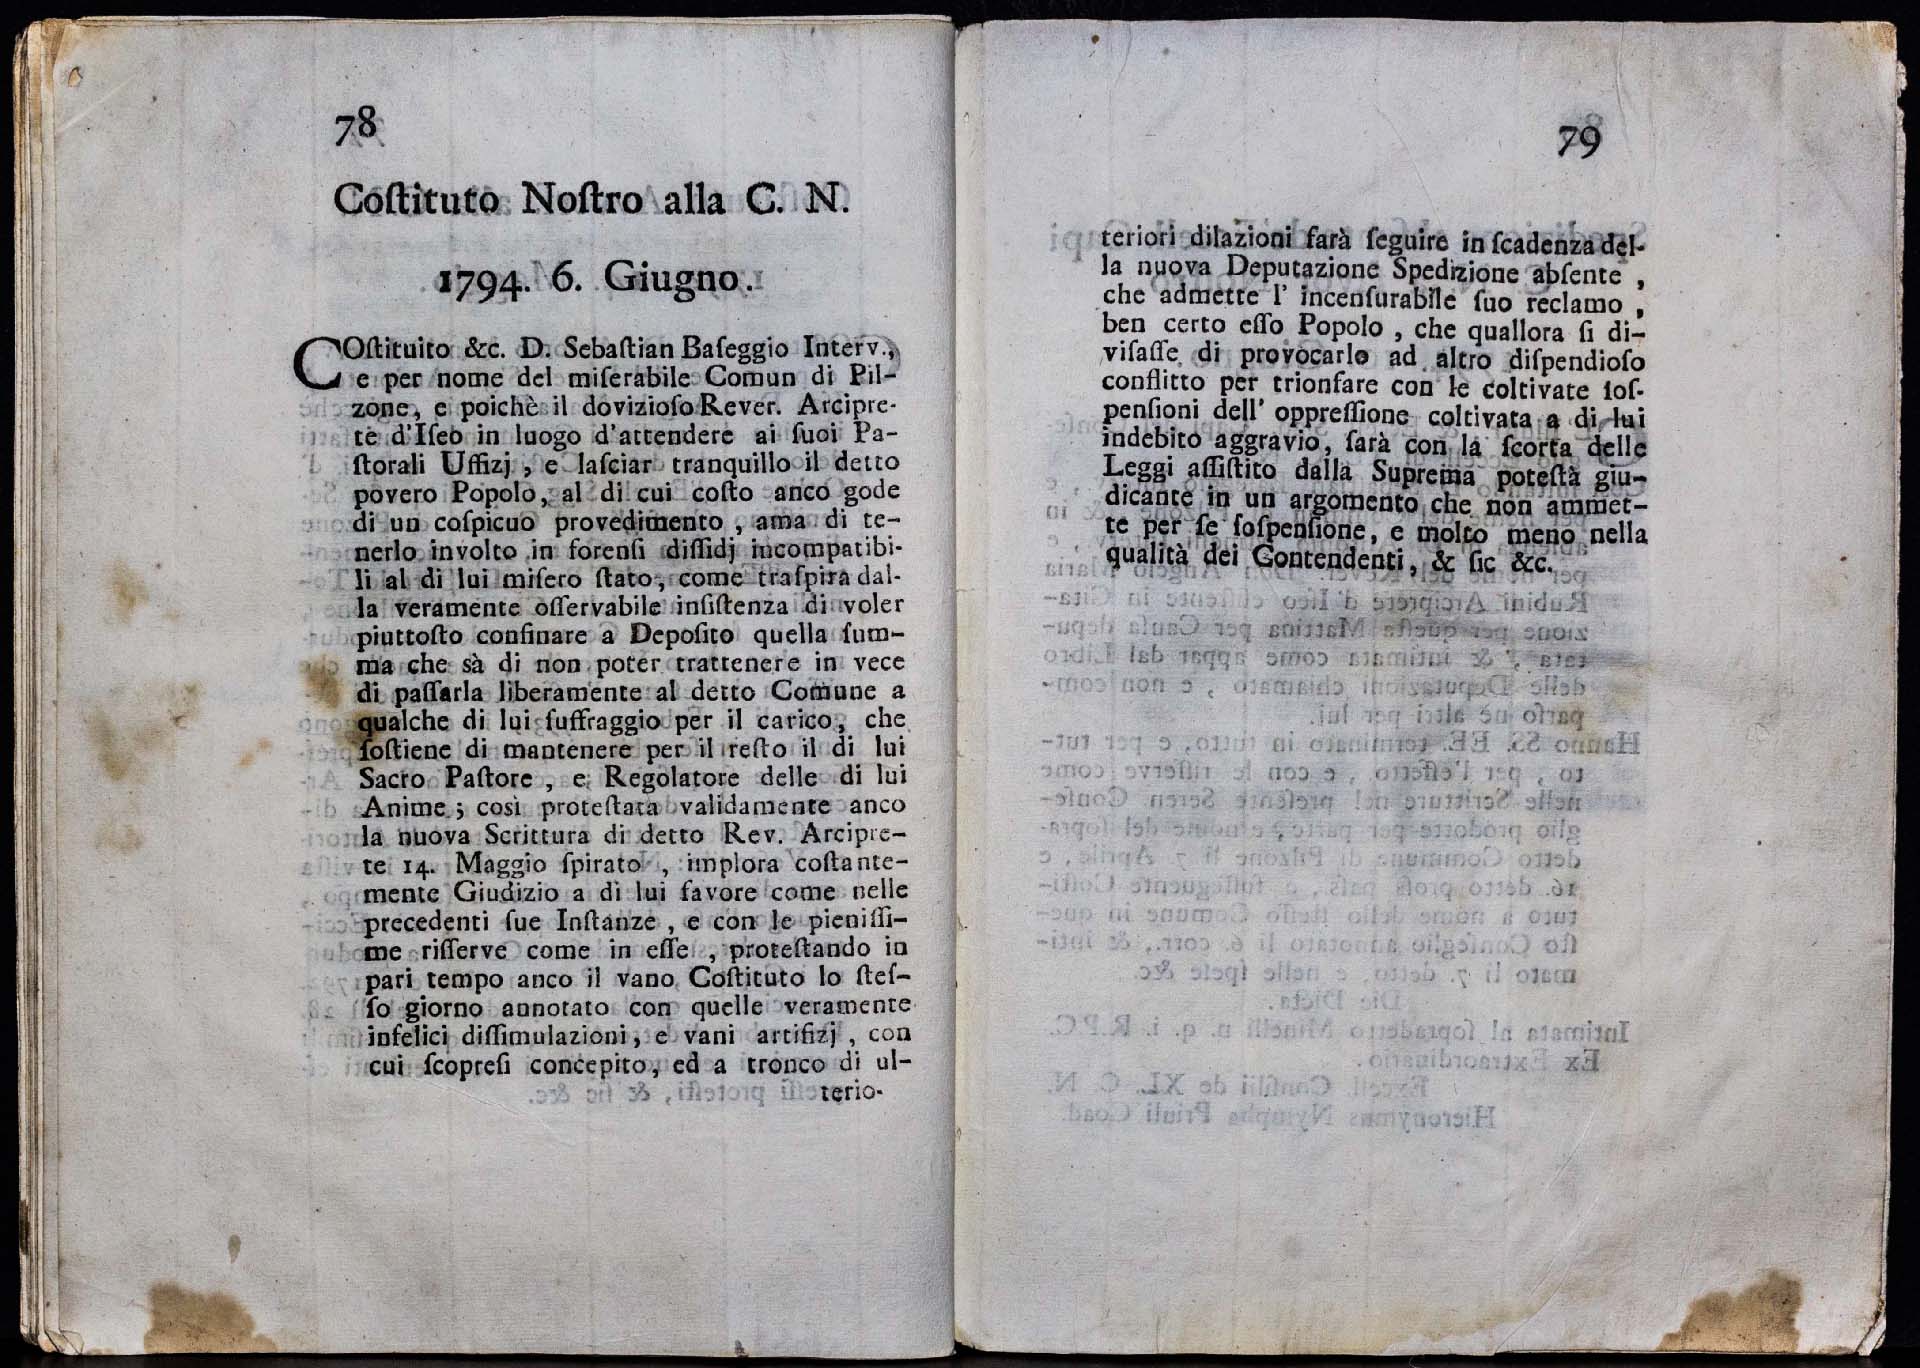 78
Coſtituto Noſtro alla C. N.
1794. 6. Giugno.
COſtituito &c. D. Sebaſtian Baſeggio Interv.,
e per nome del miſerabile Comun di Pil-
zone, e poichè il dovizioſo Rever. Arcipre-
te d'Iſeo in luogo d'attendere ai ſuoi Pa-
ſtorali Uffizj, e laſciar tranquillo il detto
povero Popolo, al di cui coſto anco gode
di un coſpicuo provedimento, ama di te-
nerlo involto in forenſi diſſidj incompatibi-
li al di lui miſero ſtato, come traſpira dal-
la veramente oſſervabile inſiſtenza di voler
piuttoſto confinare a Depoſito quella ſum-
ma che sà di non poter trattenere in vece
di paſſarla liberamente al detto Comune a
qualche di lui ſuffraggio per il carico, che
ſoſtiene di mantenere per il reſto il di lui
Sacro Paſtore, e Regolatore delle di lui
Anime; così proteſtata validamente anco
la nuova Scrittura di detto Rev. Arcipre-
te 14. Maggio ſpirato, implora coſtante-
mente Giudizio a di lui favore come nelle
precedenti ſue Inſtanze, e con le pieniſſi-
me riſſerve come in eſſe, proteſtando in
pari tempo anco il vano Coſtituto lo ſteſ-
ſo giorno annotato con quelle veramente
infelici diſſimulazioni, e vani artifizj, con
cui ſcopreſi concepito, ed a tronco di ul-
terio-
79
teriori dilazioni farà ſeguire in ſcadenza del-
la nuova Deputazione Spedizione abſente,
che admette l' incenſurabile ſuo reclamo,
ben certo eſſo Popolo, che quallora ſi di-
viſaſſe di provocarlo ad altro diſpendioſo
conflitto per trionfare con le coltivate ſoſ-
penſioni dell' oppreſſione coltivata a di lui
indebito aggravio, ſarà con la ſcorta delle
Leggi aſſiſtito dalla Suprema poteſtà giu-
dicante in un argomento che non ammet-
te per ſe ſoſpenſione, e molto meno nella
qualità dei Contendenti, & ſic &c.